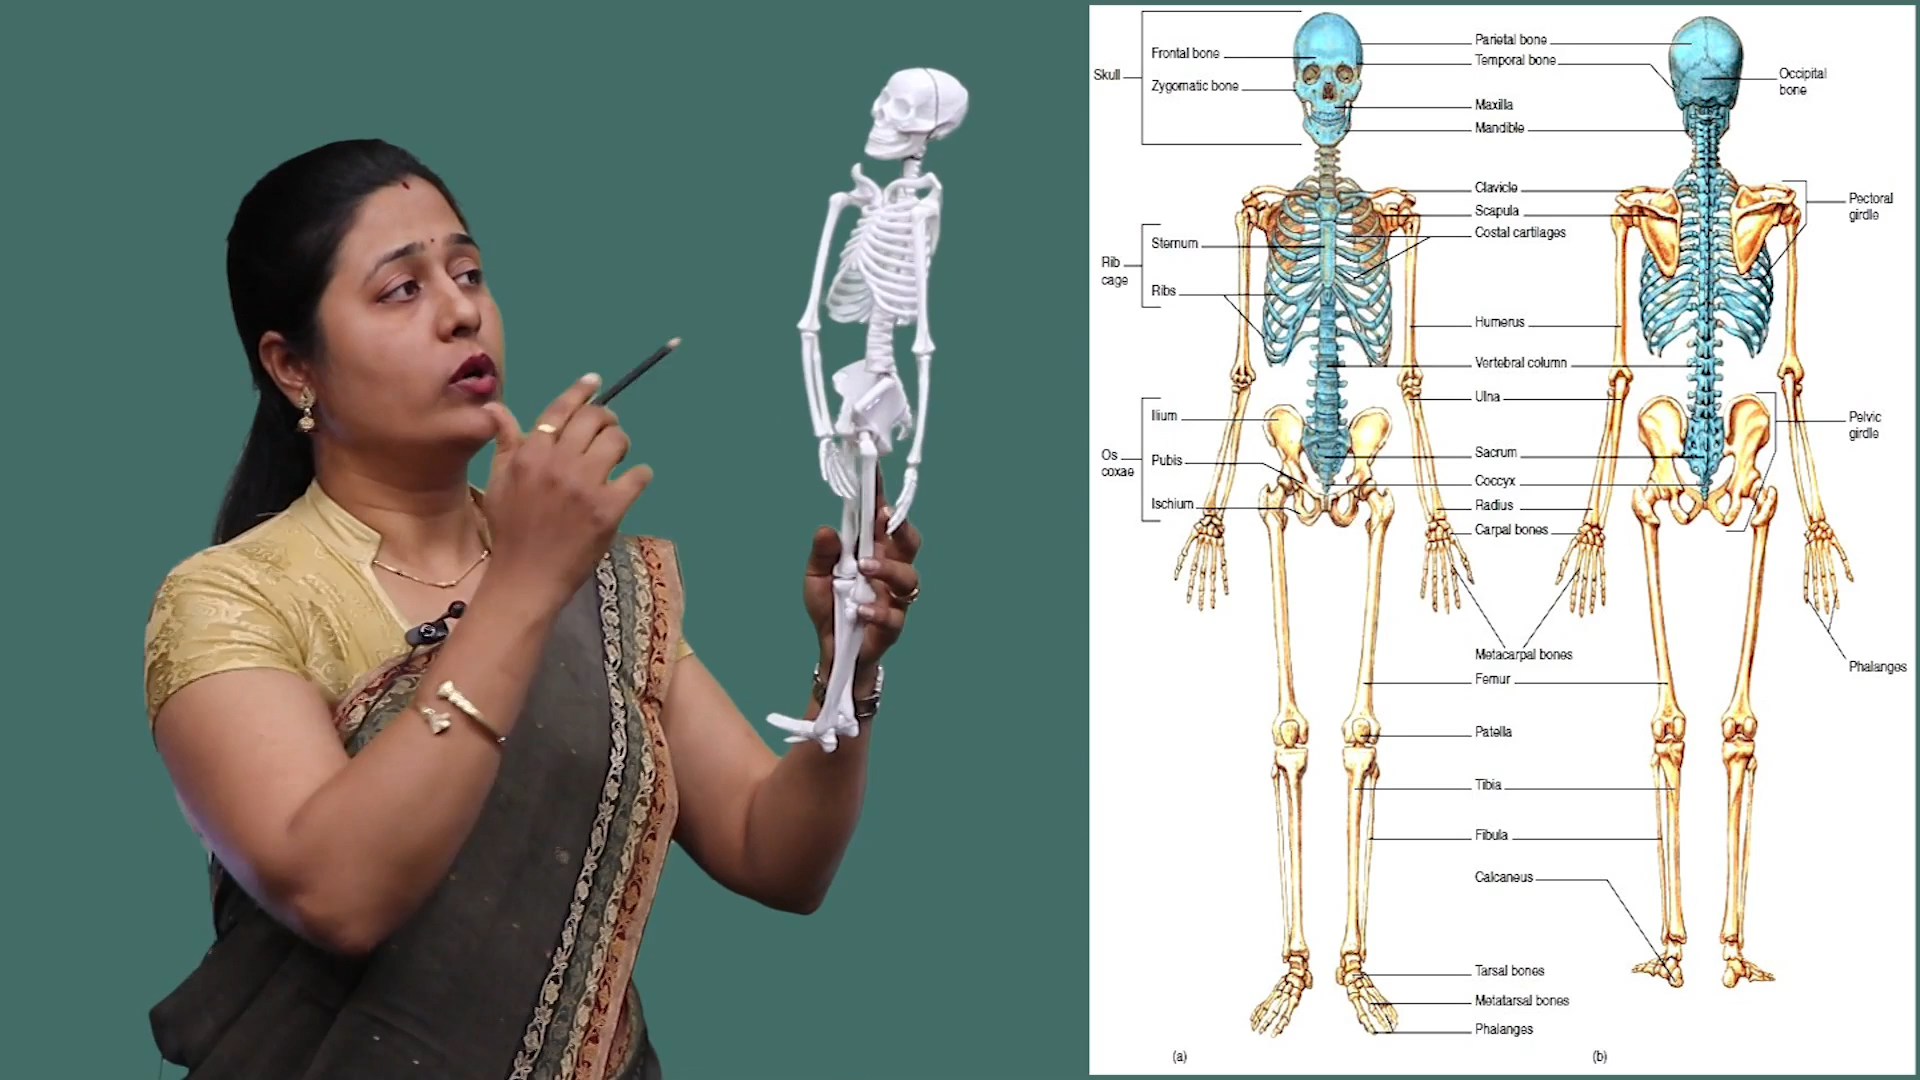 Skull
Frontal bone
Zygomatic bone
Parietal bone
Temporal bone
Maxilla
Mandible
Occipital
bone
Clavicle
Scapula
Costal cartilages
Pectoral
girdle
Rib
cage
Sternum
Ribs
Humerus
Vertebral column
Ulna
Os
coxae
Ilium
Pubis
Ischium
Sacrum
Coccyx
Radius
Carpal bones
Pelvic
girdle
Metacarpal bones
Femur
Phalanges
Patella
Tibia
Fibula
Calcaneus
Tarsal bones
Metatarsal bones
Phalanges
(a)
(b)